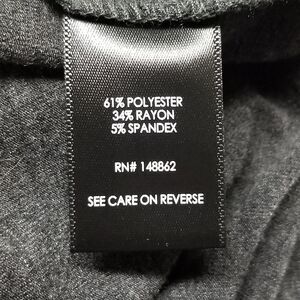 61% POLYESTER
34% RAYON
5% SPANDEX
RN# 148862
SEE CARE ON REVERSE